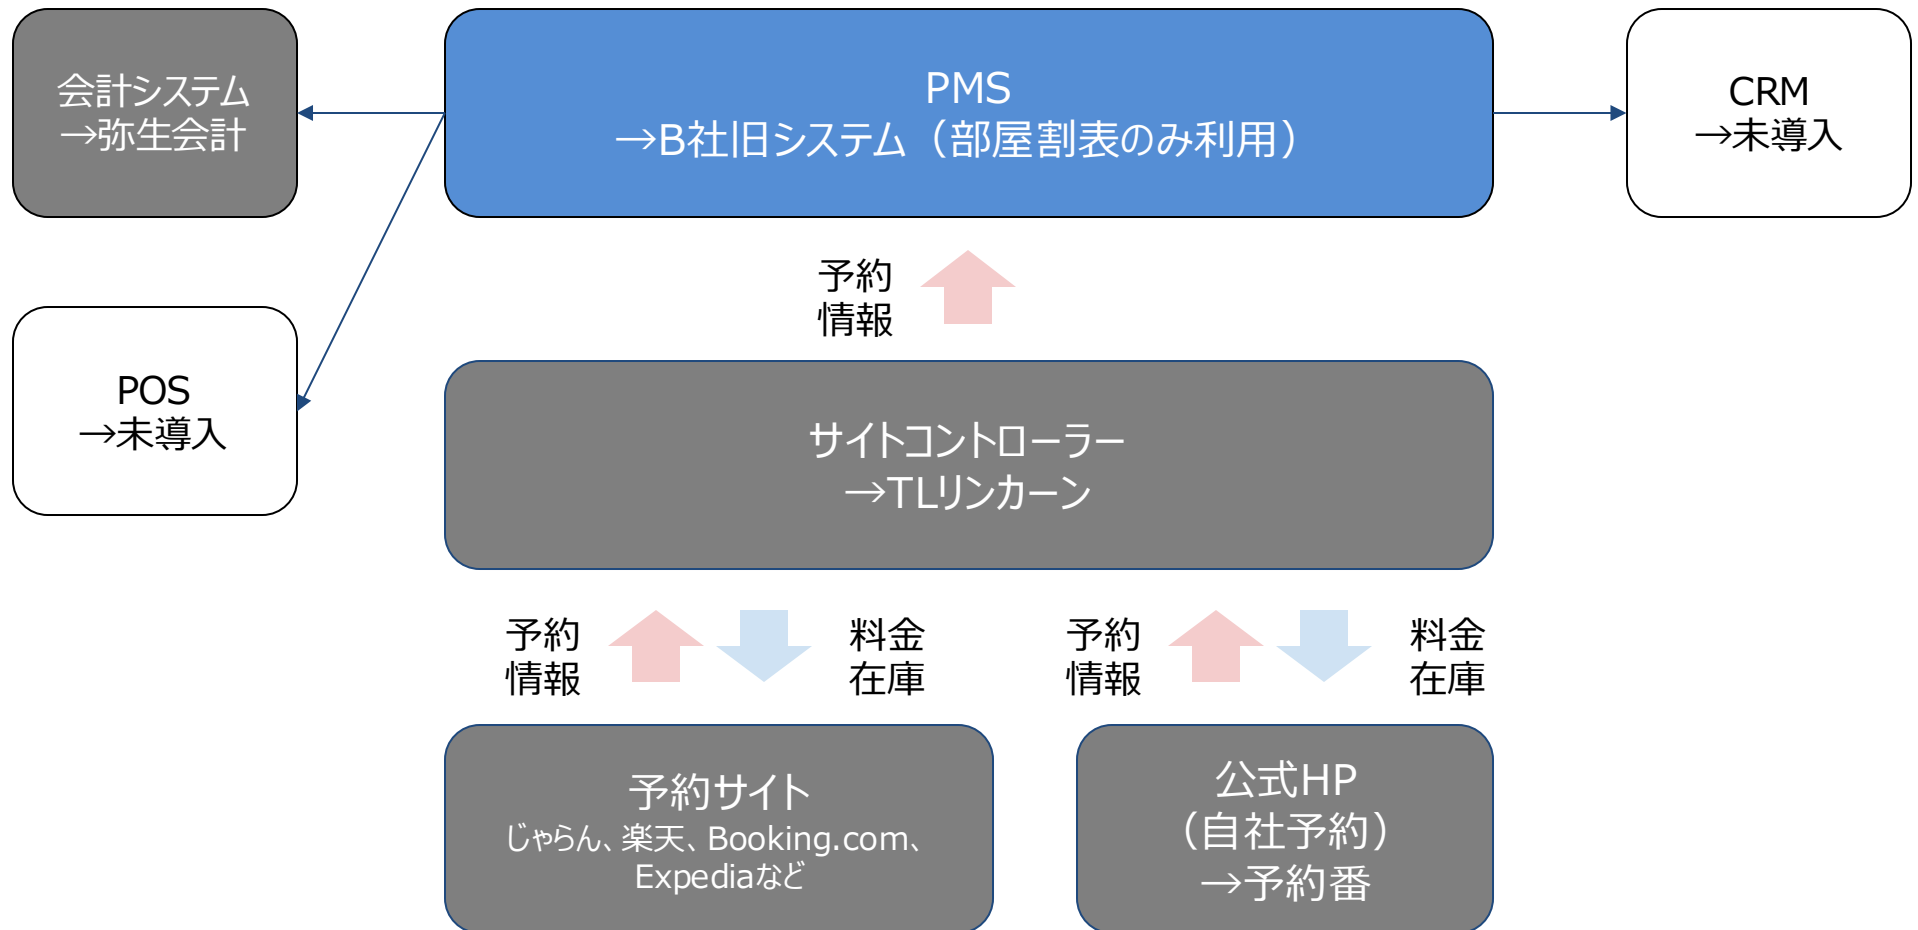 会計システム
→弥生会計
PMS
→B社旧システム（部屋割表のみ利用）
CRM
→未導入
予約
情報
POS
→未導入
サイトコントローラー
→TLリンカーン
予約
情報
料金
在庫
予約
情報
料金
在庫
予約サイト
じゃらん、楽天、Booking.com、
Expediaなど
公式HP
（自社予約）
→予約番